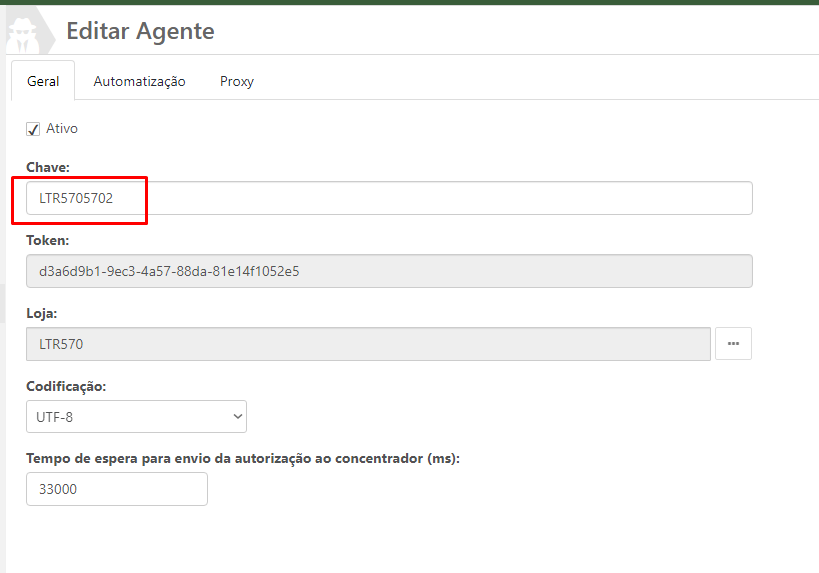 Editar Agente
Geral Automatização Proxy
Ativo
Chave:
LTR5705702
Token:
d3a6d9b1-9ec3-4a57-88da-81e14f1052e5
Loja:
LTR570
Codificação:
UTF-8
Tempo de espera para envio da autorização ao concentrador (ms):
33000